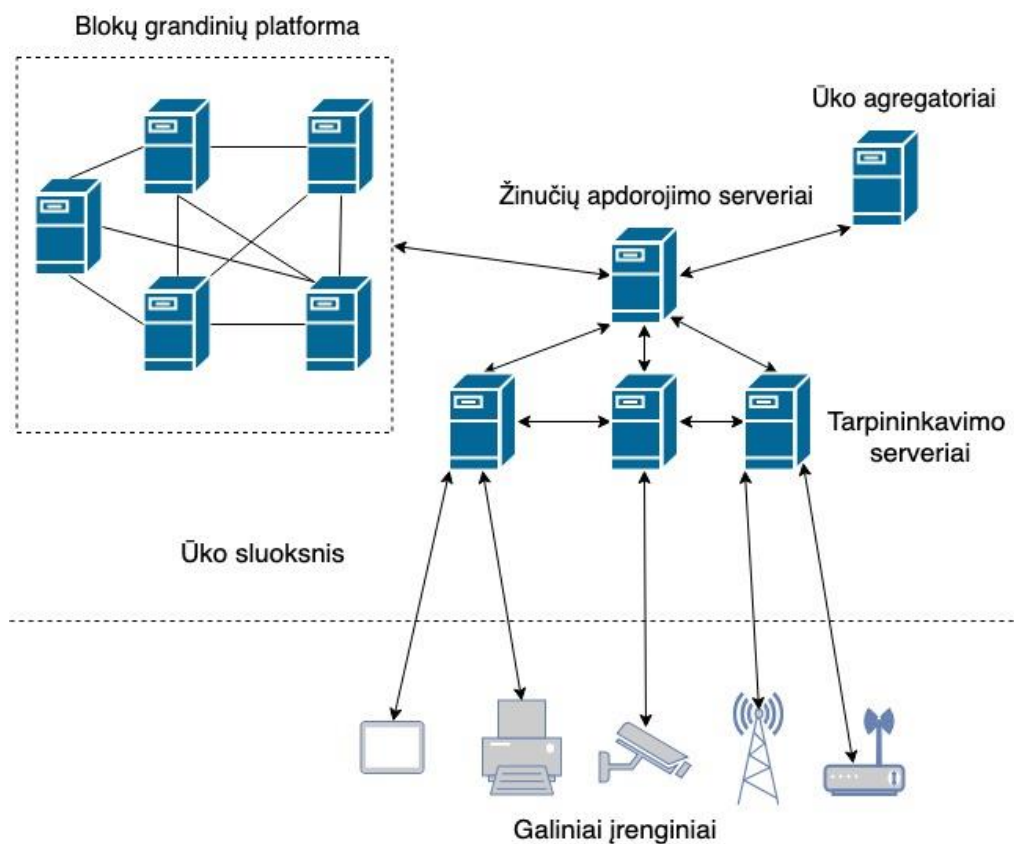 Blokų grandinių platforma
Ūko agregatoriai
Žinučių apdorojimo serveriai
Tarpininkavimo
serveriai
Ūko sluoksnis
Galiniai įrenginiai